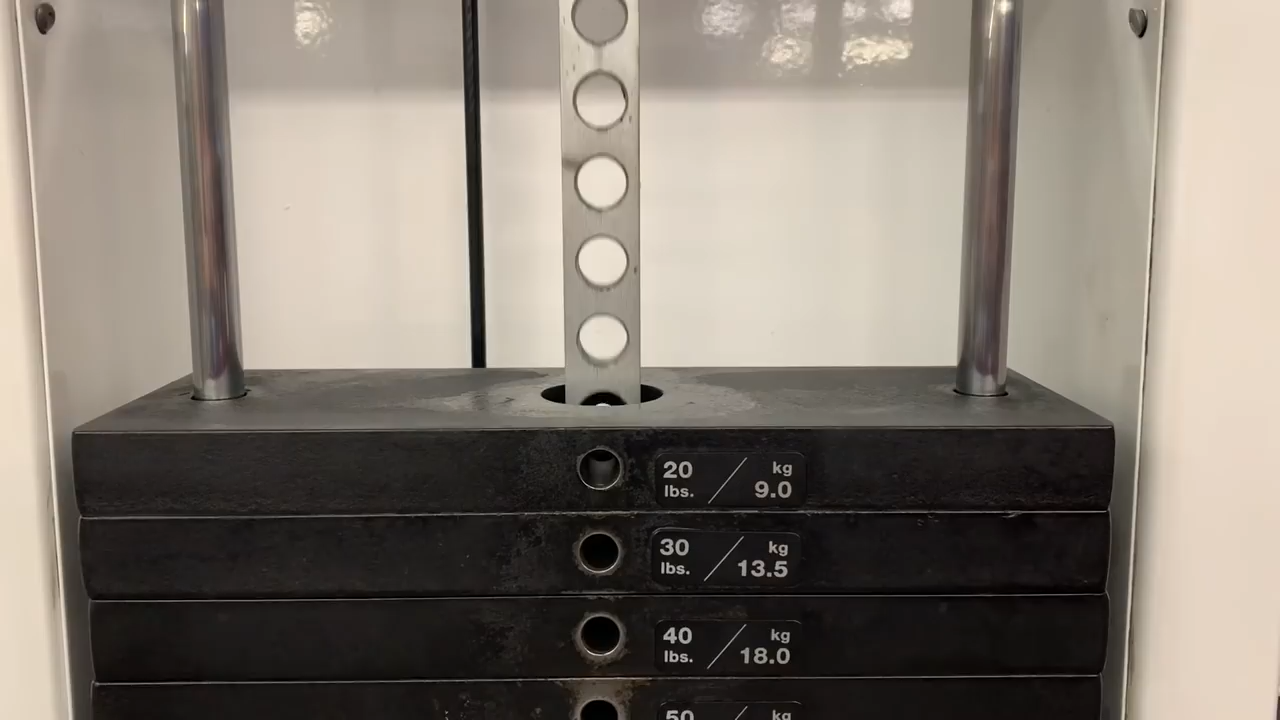 20 / kg
lbs. 9.0
30 / kg
lbs. 13.5
40 / kg
lbs. 18.0
50 / kg